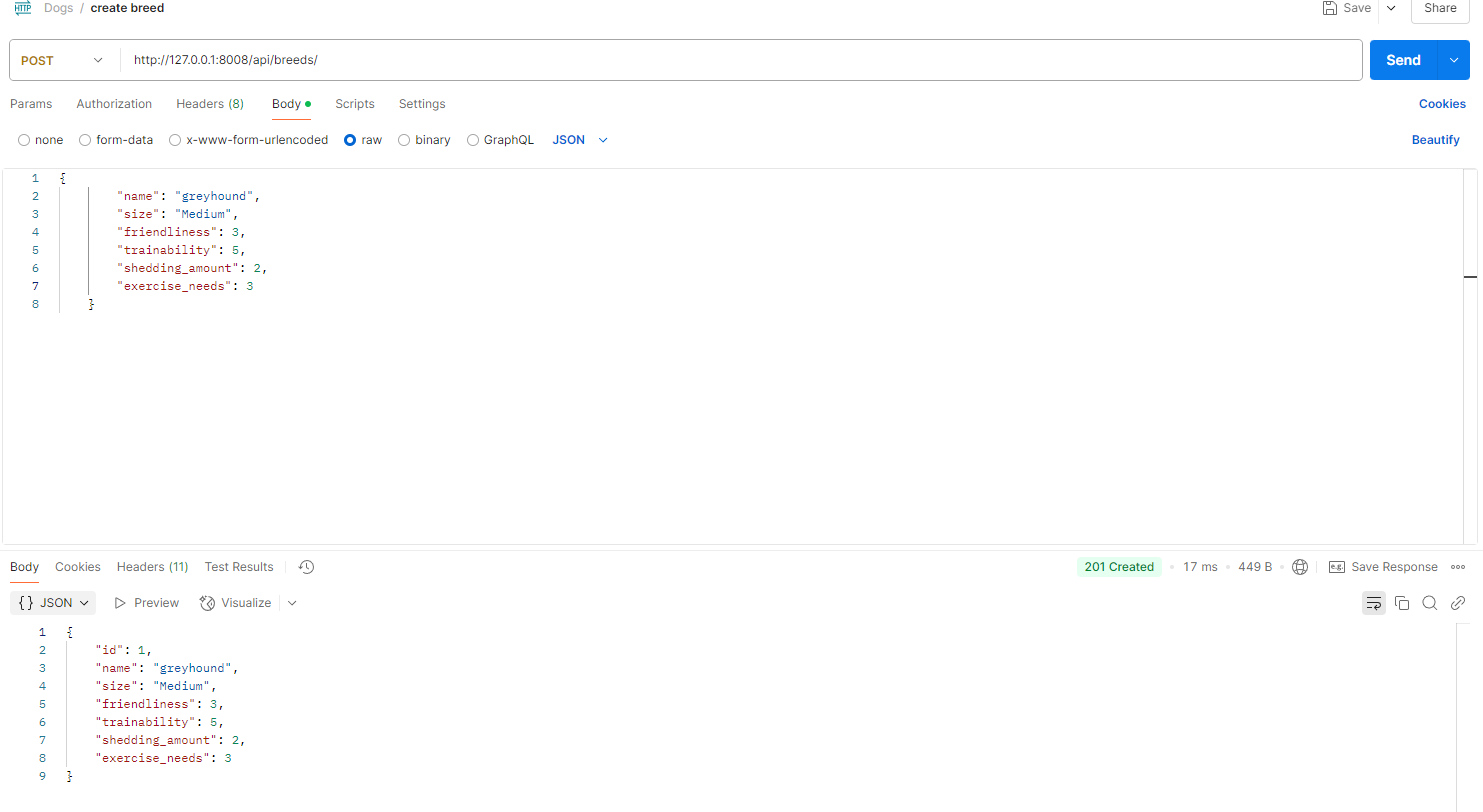 HTTP Dogs / create breed Save Share
POST http://127.0.0.1:8008/api/breeds/ Send
Params Authorization Headers (8) Body Scripts Settings Cookies
none form-data x-www-form-urlencoded raw binary GraphQL JSON Beautify
1 {
2 "name": "greyhound",
3 "size": "Medium",
4 "friendliness": 3,
5 "trainability": 5,
6 "shedding_amount": 2,
7 "exercise_needs": 3
8 }
Body Cookies Headers (11) Test Results 201 Created • 17 ms • 449 B • e.g. Save Response
{} JSON Preview Visualize
1 {
2 "id": 1,
3 "name": "greyhound",
4 "size": "Medium",
5 "friendliness": 3,
6 "trainability": 5,
7 "shedding_amount": 2,
8 "exercise_needs": 3
9 }